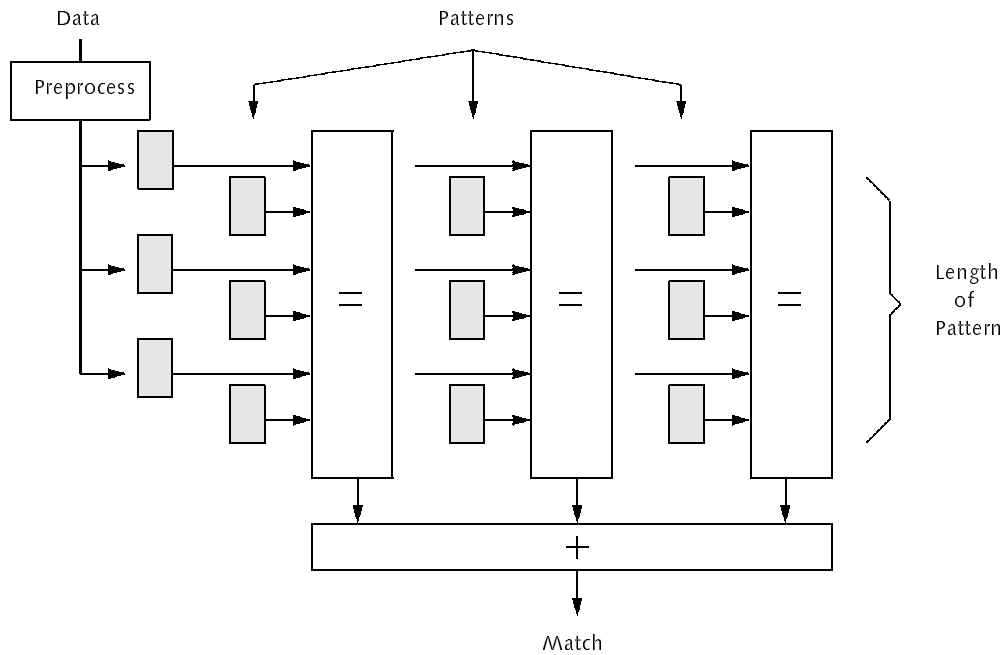 Data
Patterns
Preprocess
=
=
=
Length
of
Pattern
+
Match